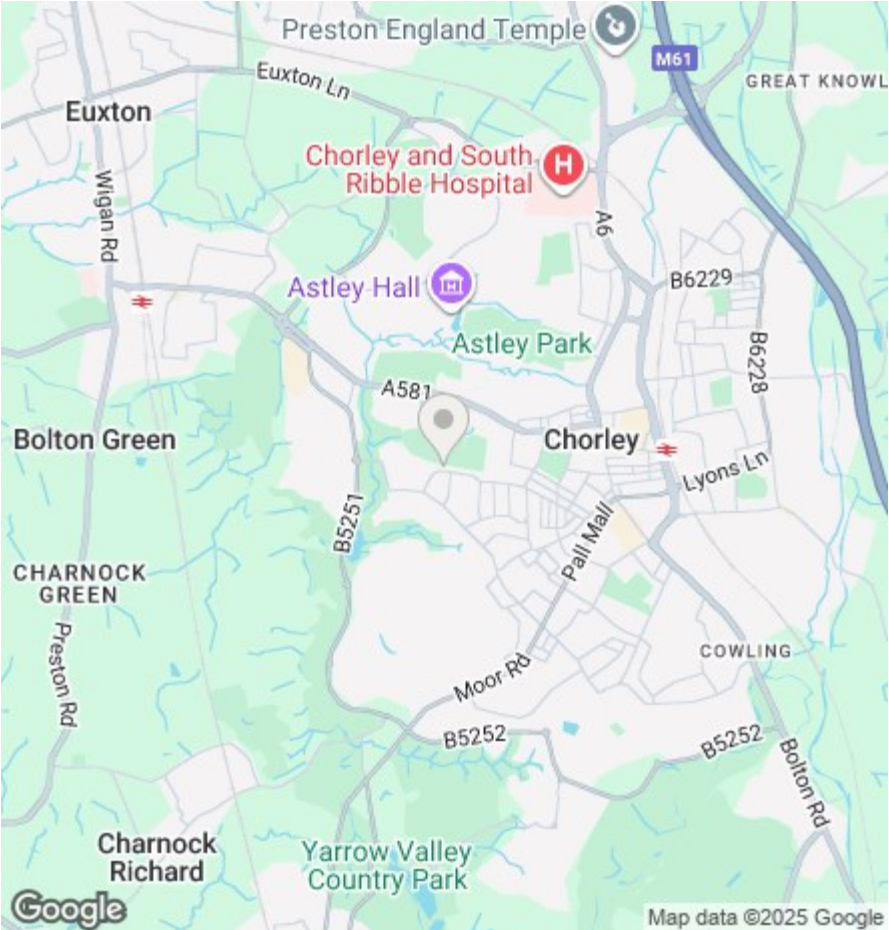 Preston England Temple
M61
Euxton Ln
GREAT KNOWL
Euxton
Chorley and South
Ribble Hospital
H
Wigan Rd
A6
B6229
Astley Hall
Astley Park
B6228
A581
Bolton Green
Chorley
Lyons Ln
B5251
Pall Mall
CHARNOCK
GREEN
Preston Rd
COWLING
Moor Rd
B5252
B5252
Bolton Rd
Charnock
Richard
Yarrow Valley
Country Park
Google
Map data ©2025 Google